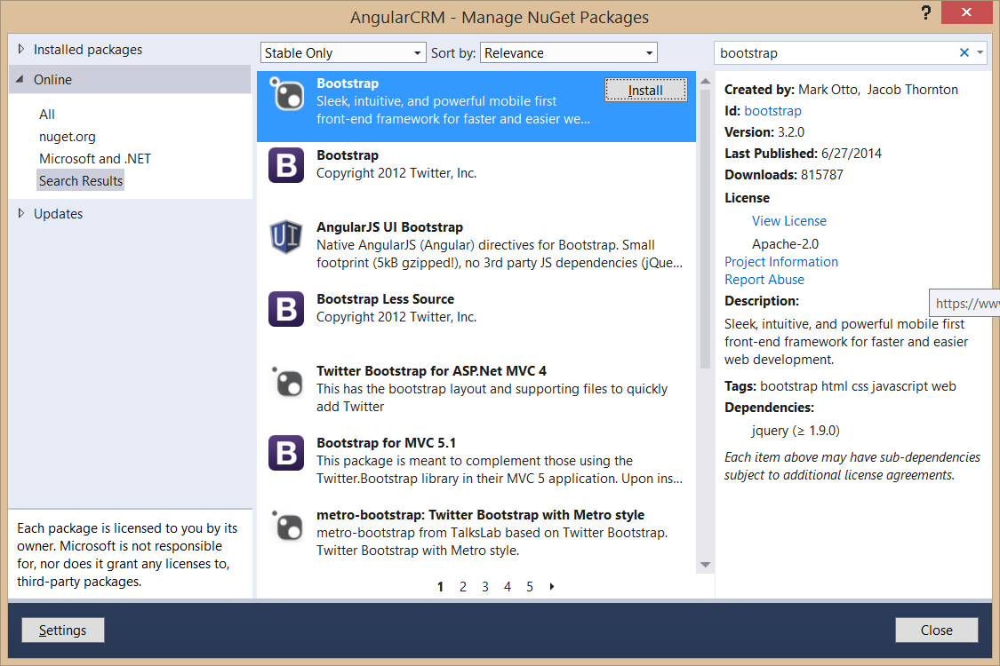 AngularCRM - Manage NuGet Packages
?
Installed packages
Online
All
nuget.org
Microsoft and .NET
Search Results
Updates
Each package is licensed to you by its
owner. Microsoft is not responsible
for, nor does it grant any licenses to,
third-party packages.
Stable Only
Sort by: Relevance
Bootstrap
Install
Sleek, intuitive, and powerful mobile first
front-end framework for faster and easier we...
B
Bootstrap
Copyright 2012 Twitter, Inc.
UI
AngularJS UI Bootstrap
Native AngularJS (Angular) directives for Bootstrap. Small
footprint (5kB gzipped!), no 3rd party JS dependencies (jQue...
B
Bootstrap Less Source
Copyright 2012 Twitter, Inc.
Twitter Bootstrap for ASP.Net MVC 4
This has the bootstrap layout and supporting files to quickly
add Twitter
B
Bootstrap for MVC 5.1
This package is meant to complement those using the
Twitter.Bootstrap library in their MVC 5 application. Upon ins...
metro-bootstrap: Twitter Bootstrap with Metro style
metro-bootstrap from TalksLab based on Twitter Bootstrap.
Twitter Bootstrap with Metro style.
1 2 3 4 5
bootstrap
Created by: Mark Otto, Jacob Thornton
Id: bootstrap
Version: 3.2.0
Last Published: 6/27/2014
Downloads: 815787
License
View License
Apache-2.0
Project Information
Report Abuse
Description:
https://ww
Sleek, intuitive, and powerful mobile first
front-end framework for faster and easier
web development.
Tags: bootstrap html css javascript web
Dependencies:
jquery (≥ 1.9.0)
Each item above may have sub-dependencies
subject to additional license agreements.
Settings
Close